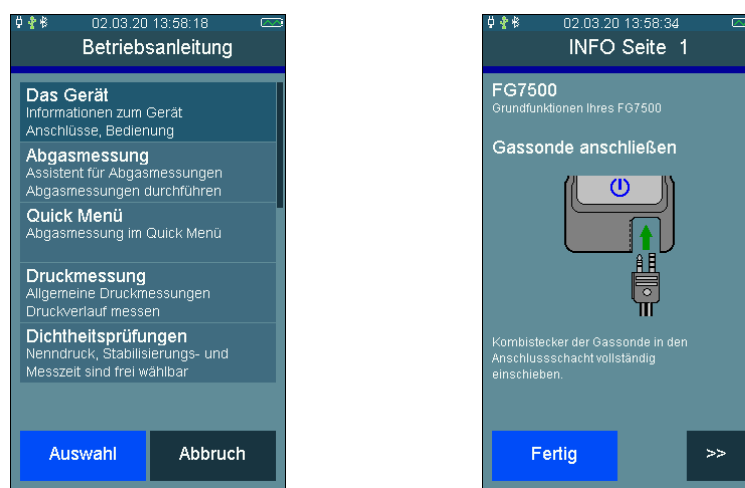 02.03.20 13:58:18
Betriebsanleitung
Das Gerät
Informationen zum Gerät
Anschlüsse, Bedienung
Abgasmessung
Assistent für Abgasmessungen
Abgasmessungen durchführen
Quick Menü
Abgasmessung im Quick Menü
Druckmessung
Allgemeine Druckmessungen
Druckverlauf messen
Dichtheitsprüfungen
Nenndruck, Stabilisierungs- und
Messzeit sind frei wählbar
Auswahl
Abbruch
02.03.20 13:58:34
INFO Seite 1
FG7500
Grundfunktionen Ihres FG7500
Gassonde anschließen
Kombistecker der Gassonde in den
Anschlussschacht vollständig
einschieben.
Fertig
>>